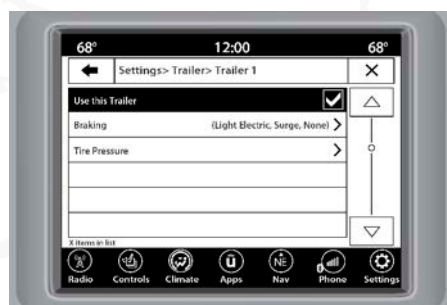 68° 12:00 68°
Settings> Trailer> Trailer 1
Use this Trailer
Braking (Light Electric, Surge, None)
Tire Pressure
X items in list
Radio Controls Climate Apps Nav Phone Settings